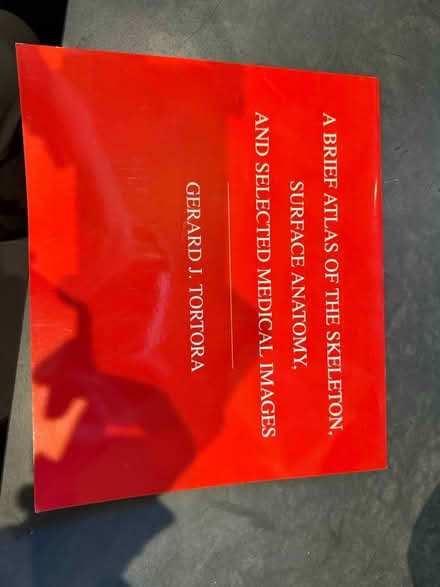 A BRIEF ATLAS OF THE SKELETON,
SURFACE ANATOMY,
AND SELECTED MEDICAL IMAGES
GERARD J. TORTORA